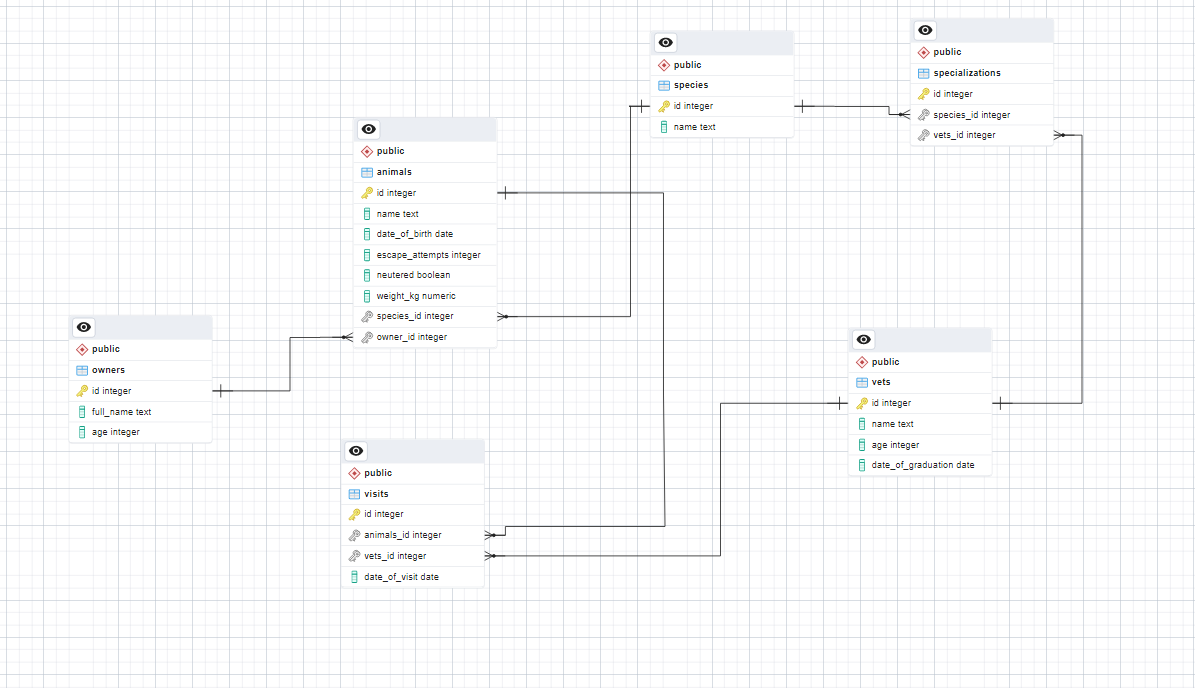 public
species
id integer
name text
public
specializations
id integer
species_id integer
vets_id integer
public
animals
id integer
name text
date_of_birth date
escape_attempts integer
neutered boolean
weight_kg numeric
species_id integer
owner_id integer
public
owners
id integer
full_name text
age integer
public
vets
id integer
name text
age integer
date_of_graduation date
public
visits
id integer
animals_id integer
vets_id integer
date_of_visit date